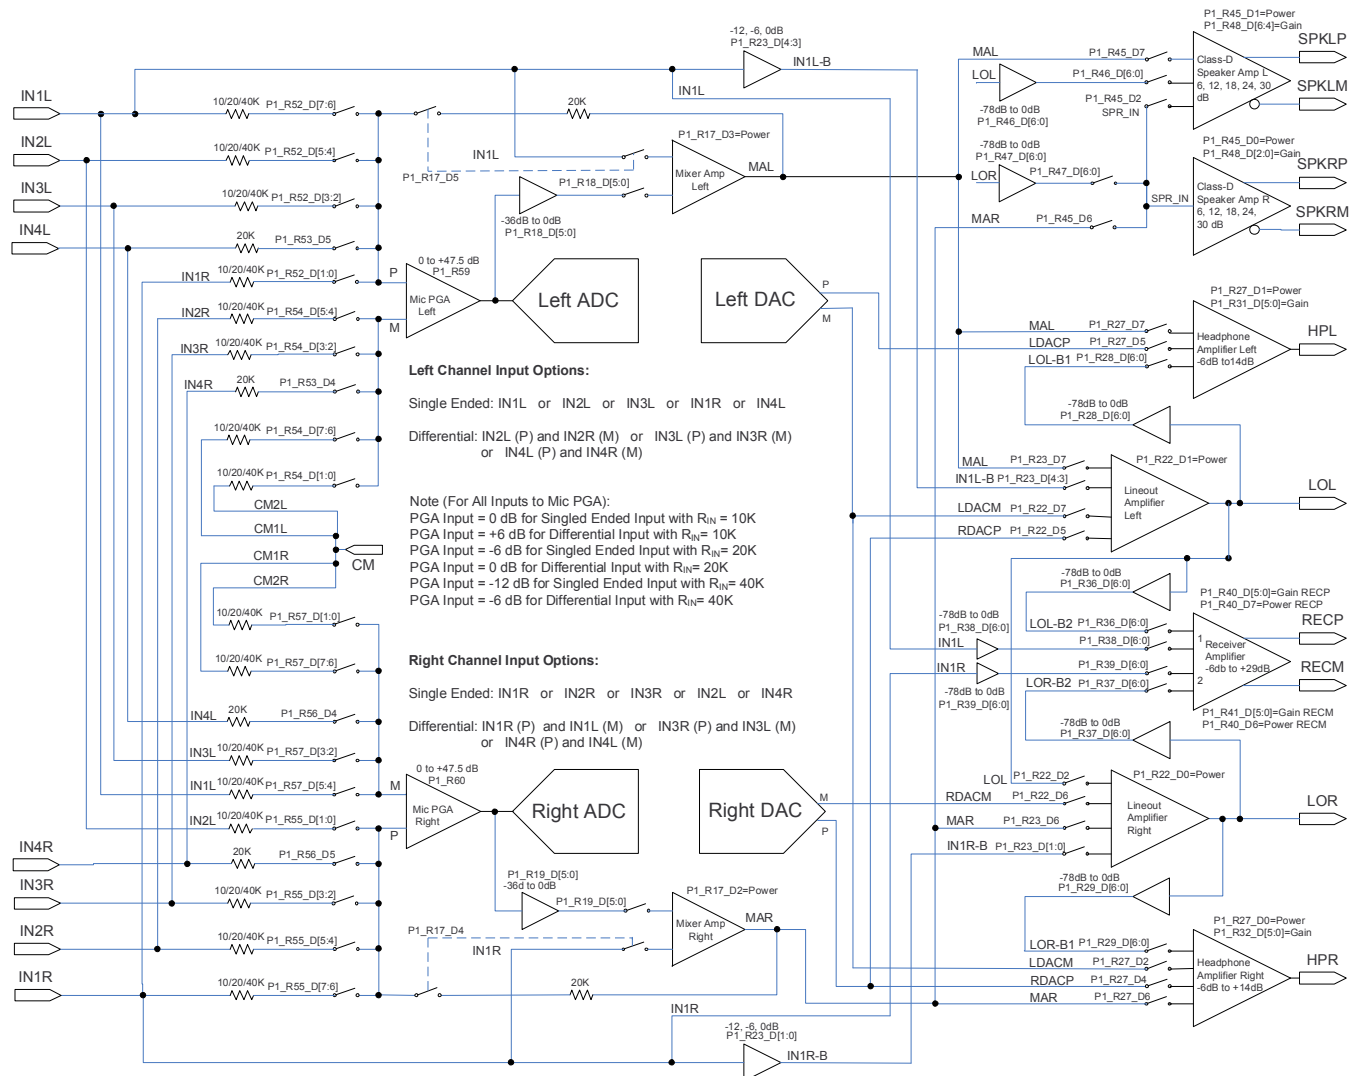 IN1L
IN2L
IN3L
IN4L
IN4R
IN3R
IN2R
IN1R
10/20/40K P1_R52_D[7:6]
10/20/40K P1_R52_D[5:4]
10/20/40K P1_R52_D[3:2]
20K P1_R53_D5
IN1R 10/20/40K P1_R52_D[1:0]
IN2R 10/20/40K P1_R54_D[5:4]
IN3R 10/20/40K P1_R54_D[3:2]
IN4R 20K P1_R53_D4
10/20/40K P1_R54_D[7:6]
10/20/40K P1_R54_D[1:0]
CM2L
CM1L
CM1R
CM2R
CM
10/20/40K P1_R57_D[1:0]
10/20/40K P1_R57_D[7:6]
IN4L 20K P1_R56_D4
IN3L 10/20/40K P1_R57_D[3:2]
IN1L 10/20/40K P1_R57_D[5:4]
IN2L 10/20/40K P1_R55_D[1:0]
20K P1_R56_D5
10/20/40K P1_R55_D[3:2]
10/20/40K P1_R55_D[5:4]
10/20/40K P1_R55_D[7:6]
-12, -6, 0dB
P1_R23_D[4:3]
IN1L-B
IN1L
20K
P1_R17_D3=Power
IN1L
P1_R17_D5
P1_R18_D[5:0]
-36dB to 0dB
P1_R18_D[5:0]
Mixer Amp
Left
MAL
0 to +47.5 dB
P1_R59
P
Mic PGA
Left
M
Left ADC
Left DAC
P
M
Left Channel Input Options:
Single Ended: IN1L or IN2L or IN3L or IN1R or IN4L
Differential: IN2L (P) and IN2R (M) or IN3L (P) and IN3R (M)
or IN4L (P) and IN4R (M)
Note (For All Inputs to Mic PGA):
PGA Input = 0 dB for Singled Ended Input with RIN = 10K
PGA Input = +6 dB for Differential Input with RIN = 10K
PGA Input = -6 dB for Singled Ended Input with RIN= 20K
PGA Input = 0 dB for Differential Input with RIN= 20K
PGA Input = -12 dB for Singled Ended Input with RIN= 40K
PGA Input = -6 dB for Differential Input with RIN= 40K
Right Channel Input Options:
Single Ended: IN1R or IN2R or IN3R or IN2L or IN4R
Differential: IN1R (P) and IN1L (M) or IN3R (P) and IN3L (M)
or IN4R (P) and IN4L (M)
0 to +47.5 dB
P1_R60
M
Mic PGA
Right
P
Right ADC
Right DAC
M
P
P1_R19_D[5:0]
-36d to 0dB
P1_R19_D[5:0]
P1_R17_D2=Power
Mixer Amp
Right
MAR
P1_R17_D4
IN1R
20K
IN1R
-12, -6, 0dB
P1_R23_D[1:0]
IN1R-B
P1_R45_D1=Power
P1_R48_D[6:4]=Gain
MAL P1_R45_D7
LOL
P1_R46_D[6:0]
-78dB to 0dB
P1_R46_D[6:0]
P1_R45_D2
SPR_IN
Class-D
Speaker Amp L
6, 12, 18, 24, 30
dB
SPKLP
SPKLM
-78dB to 0dB
P1_R47_D[6:0]
LOR
P1_R47_D[6:0]
MAR P1_R45_D6
SPR_IN
P1_R45_D0=Power
P1_R48_D[2:0]=Gain
Class-D
Speaker Amp R
6, 12, 18, 24,
30 dB
SPKRP
SPKRM
P1_R27_D1=Power
P1_R31_D[5:0]=Gain
MAL P1_R27_D7
LDACP P1_R27_D5
LOL-B1 P1_R28_D[6:0]
Headphone
Amplifier Left
-6dB to14dB
HPL
-78dB to 0dB
P1_R28_D[6:0]
MAL P1_R23_D7
IN1L-B P1_R23_D[4:3]
LDACM P1_R22_D7
RDACP P1_R22_D5
P1_R22_D1=Power
Lineout
Amplifier
Left
LOL
-78dB to 0dB
P1_R36_D[6:0]
P1_R40_D[5:0]=Gain RECP
P1_R40_D7=Power RECP
-78dB to 0dB
P1_R38_D[6:0]
LOL-B2 P1_R36_D[6:0]
IN1L P1_R38_D[6:0]
IN1R P1_R39_D[6:0]
LOR-B2 P1_R37_D[6:0]
-78dB to 0dB
P1_R39_D[6:0]
1
Receiver
Amplifier
-6db to +29dB
2
RECP
RECM
P1_R41_D[5:0]=Gain RECM
P1_R40_D6=Power RECM
-78dB to 0dB
P1_R37_D[6:0]
LOL P1_R22_D2
RDACM P1_R22_D6
MAR P1_R23_D6
IN1R-B P1_R23_D[1:0]
P1_R22_D0=Power
Lineout
Amplifier
Right
LOR
-78dB to 0dB
P1_R29_D[6:0]
P1_R27_D0=Power
P1_R32_D[5:0]=Gain
LOR-B1 P1_R29_D[6:0]
LDACM P1_R27_D2
RDACP P1_R27_D4
MAR P1_R27_D6
Headphone
Amplifier Right
-6dB to +14dB
HPR